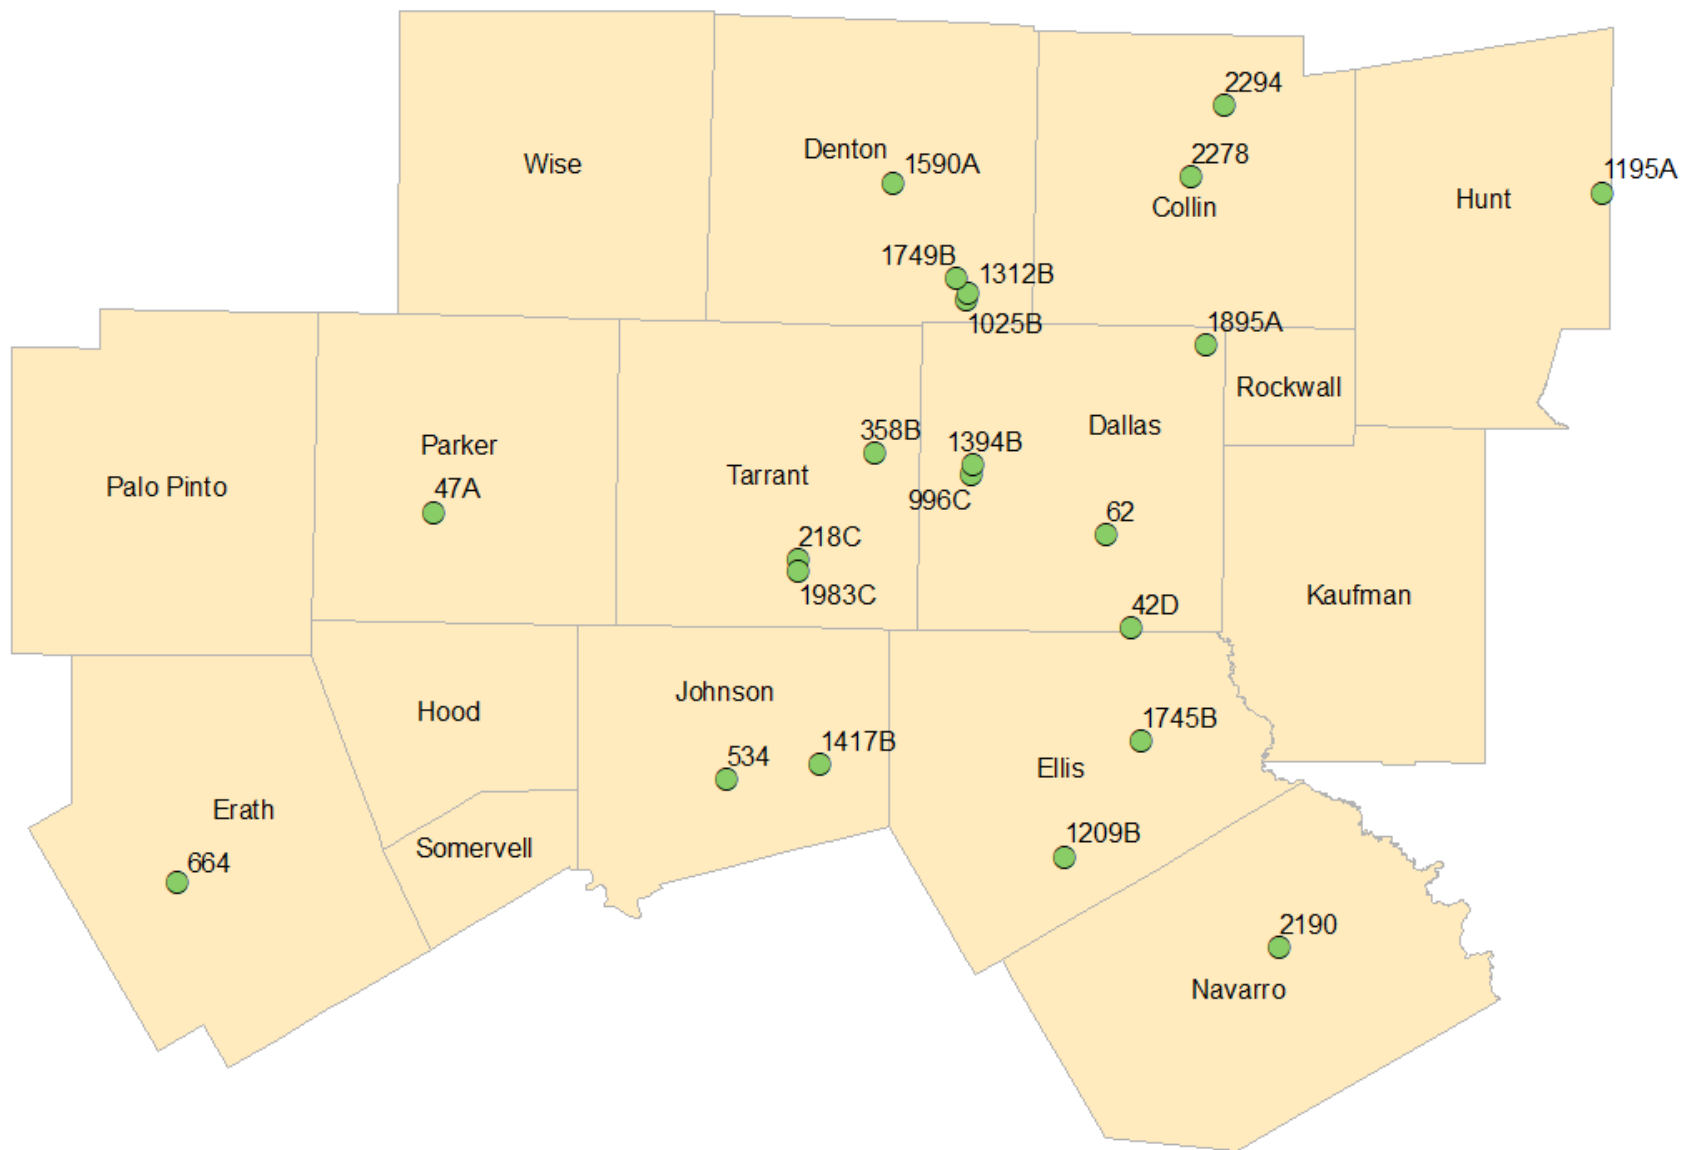 2294
Denton
1590A
2278
Wise
1195A
Collin
Hunt
1749B
1312B
1025B
1895A
Rockwall
358B
1394B
Dallas
Parker
Tarrant
Palo Pinto
47A
996C
62
218C
1983C
42D
Kaufman
Johnson
Hood
1745B
534
1417B
Ellis
Erath
1209B
Somervell
664
2190
Navarro